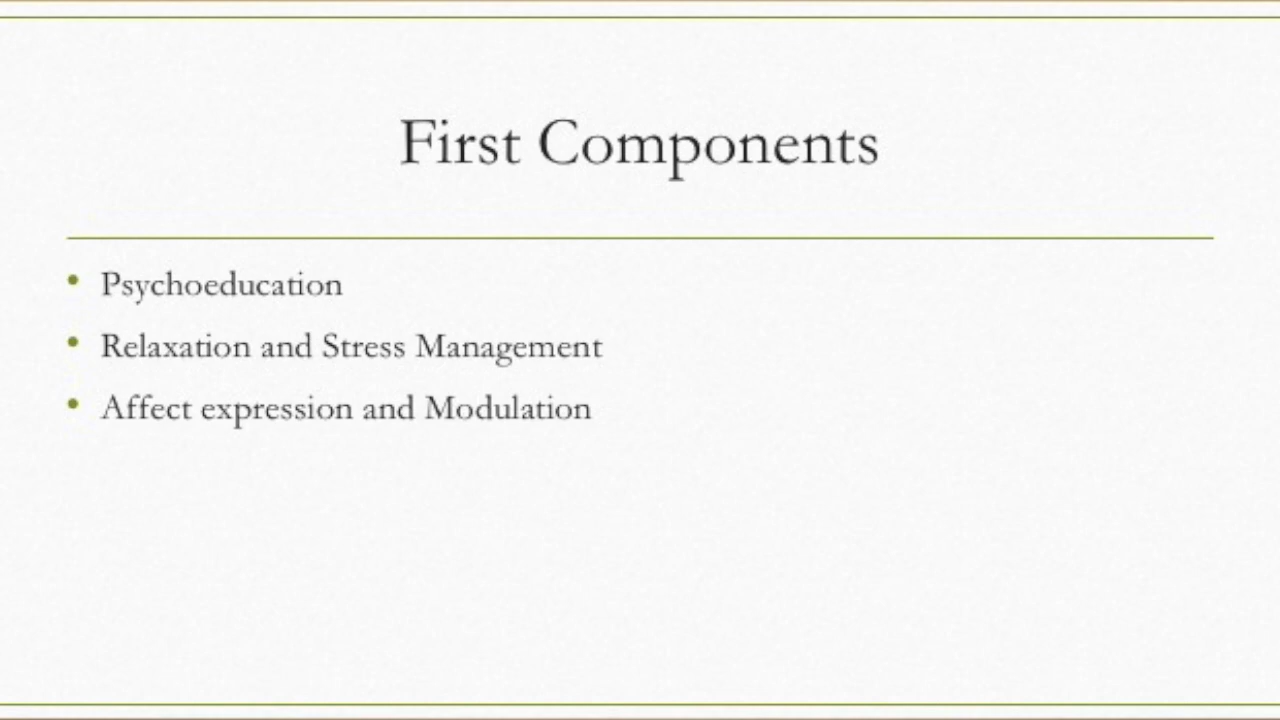 First Components
• Psychoeducation
• Relaxation and Stress Management
• Affect expression and Modulation